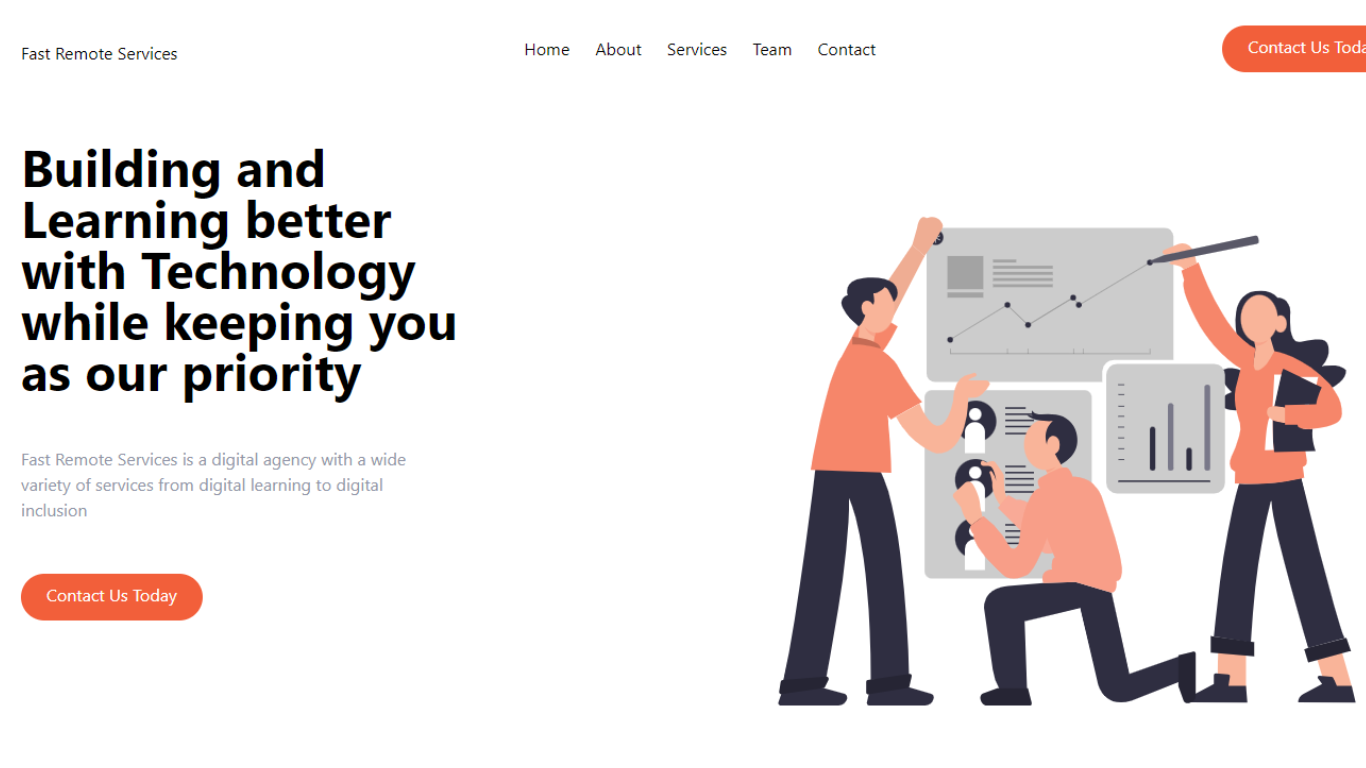 Fast Remote Services
Home About Services Team Contact
Contact Us Toda
Building and
Learning better
with Technology
while keeping you
as our priority
Fast Remote Services is a digital agency with a wide
variety of services from digital learning to digital
inclusion
Contact Us Today